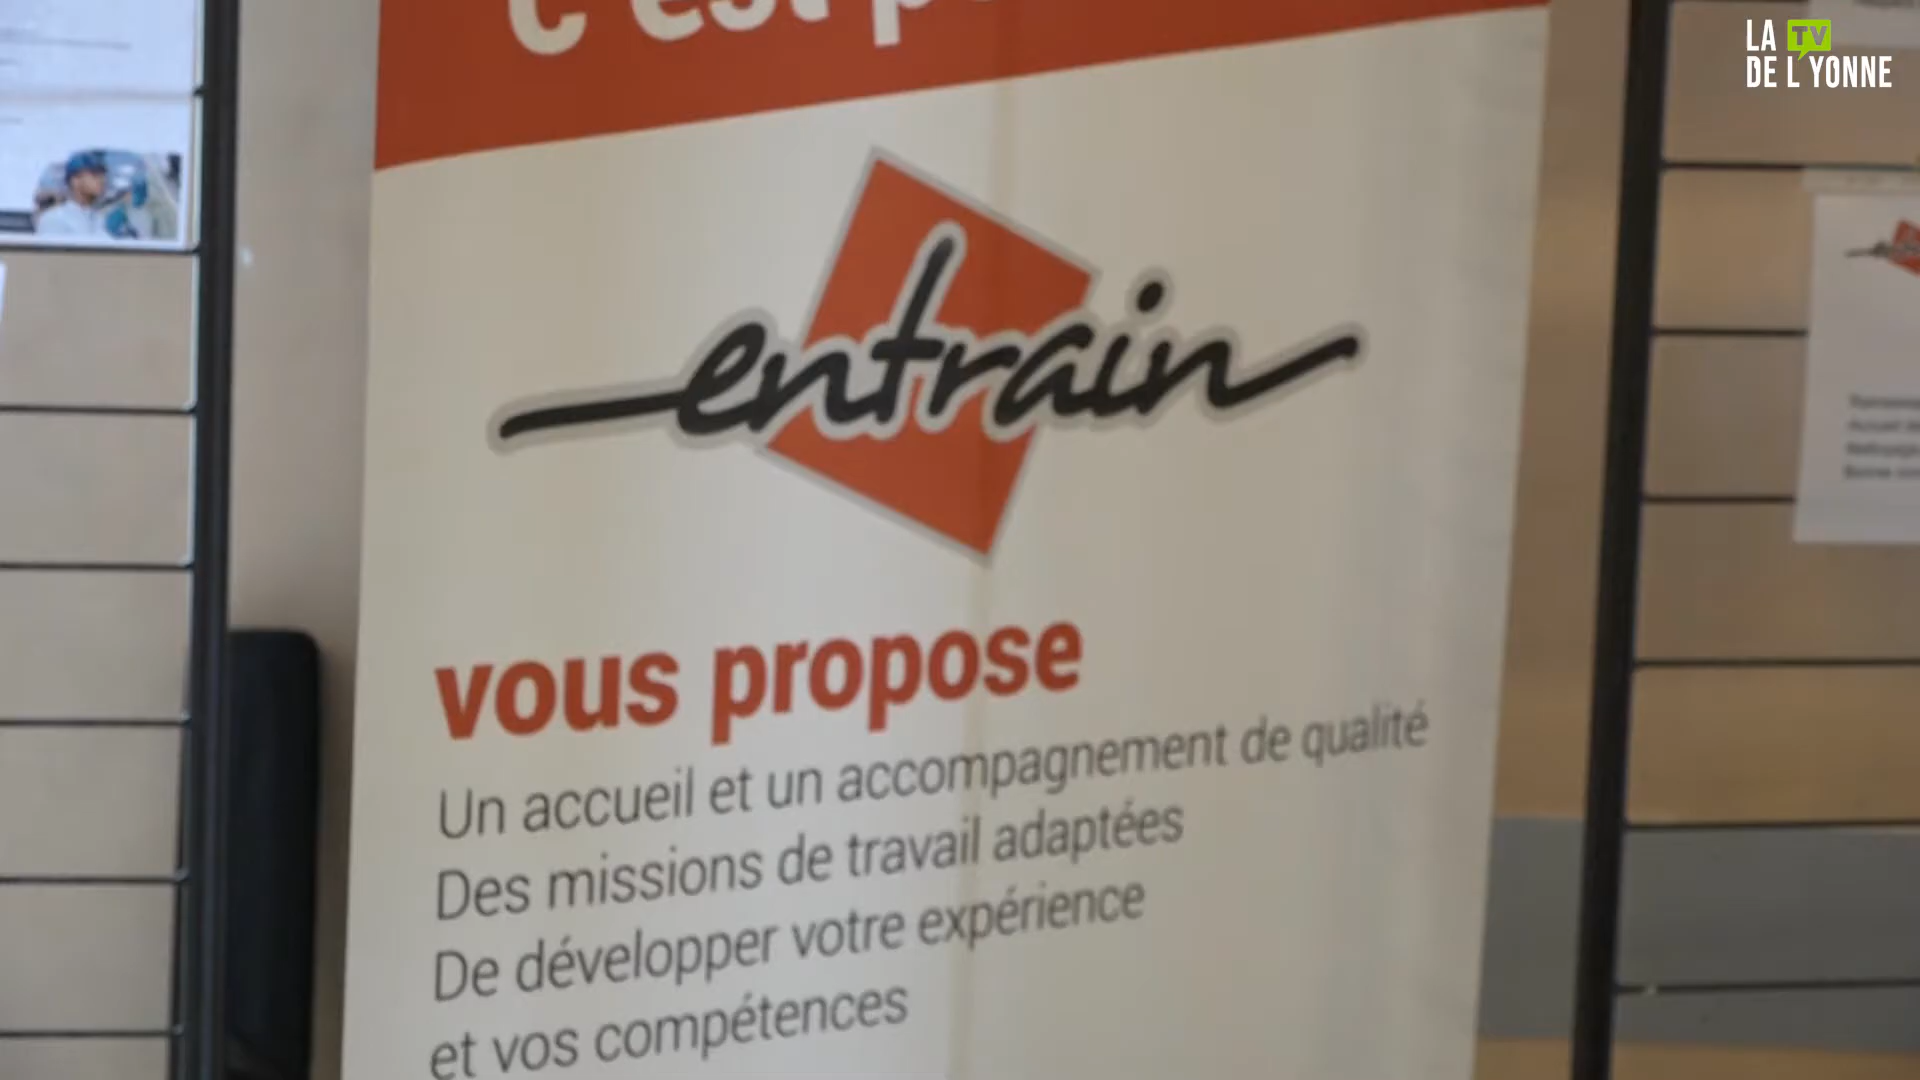 C'est p
LA TV
DE L'YONNE
entrain
vous propose
Un accueil et un accompagnement de qualité
Des missions de travail adaptées
De développer votre expérience
et vos compétences